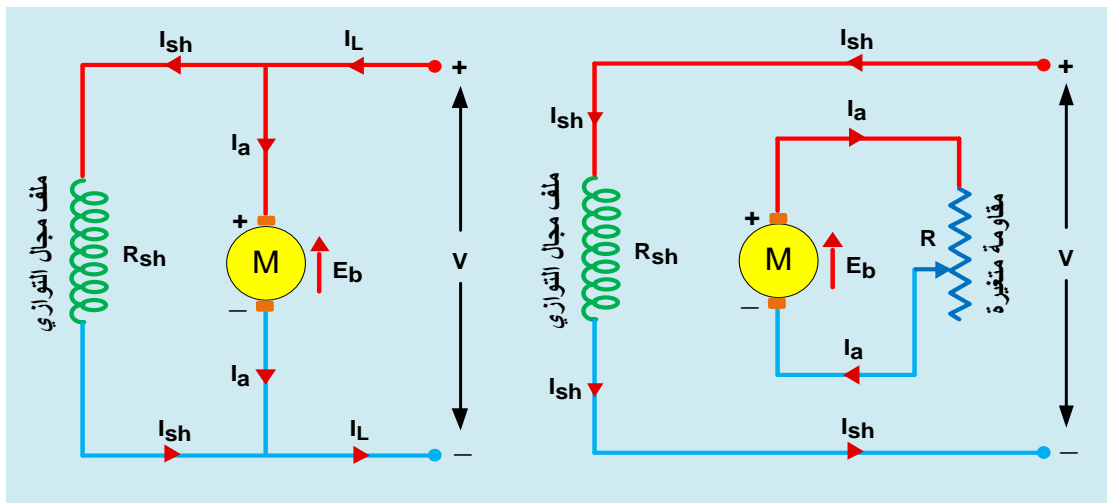 Ish
IL
+
Ia
ملف مجال التوازي
Rsh
+
M
Eb
−
V
Ia
Ish
IL
−
Ish
+
Ish
Ia
ملف مجال التوازي
Rsh
+
M
Eb
−
R
مقاومة متغيرة
V
Ia
Ish
Ish
−